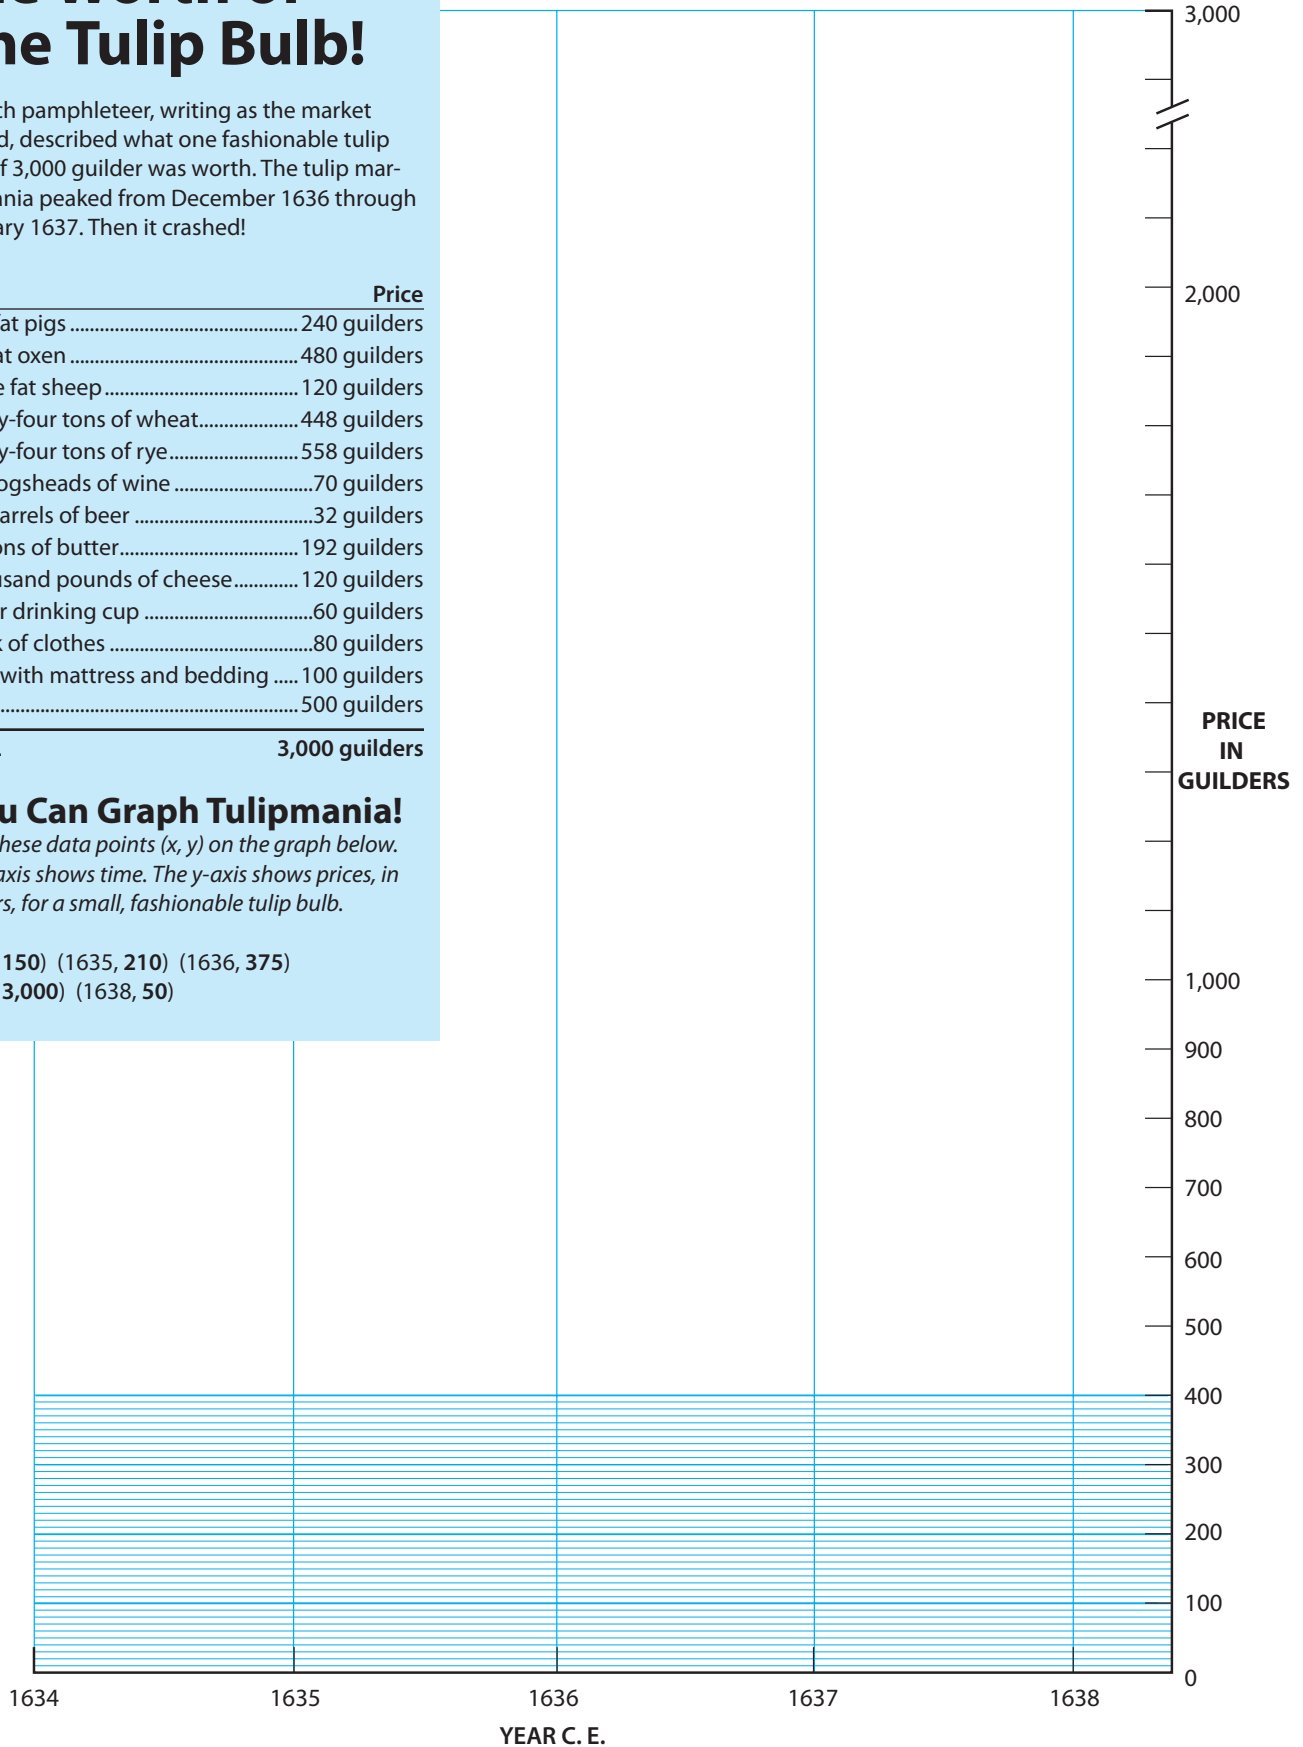 ne Tulip Bulb!
ch pamphleteer, writing as the market
d, described what one fashionable tulip
f 3,000 guilder was worth. The tulip mar-
ania peaked from December 1636 through
ary 1637. Then it crashed!
Price
fat pigs ............................................ 240 guilders
at oxen ............................................ 480 guilders
e fat sheep ..................................... 120 guilders
y-four tons of wheat................... 448 guilders
y-four tons of rye......................... 558 guilders
ogsheads of wine ...........................70 guilders
arrels of beer ..................................32 guilders
ons of butter.................................. 192 guilders
usand pounds of cheese............. 120 guilders
r drinking cup ................................60 guilders
k of clothes .......................................80 guilders
with mattress and bedding ..... 100 guilders
......................................................... 500 guilders
3,000 guilders
u Can Graph Tulipmania!
hese data points (x, y) on the graph below.
axis shows time. The y-axis shows prices, in
rs, for a small, fashionable tulip bulb.
150) (1635, 210) (1636, 375)
3,000) (1638, 50)
3,000
2,000
PRICE
IN
GUILDERS
1,000
900
800
700
600
500
400
300
200
100
0
1634 1635 1636 1637 1638
YEAR C. E.